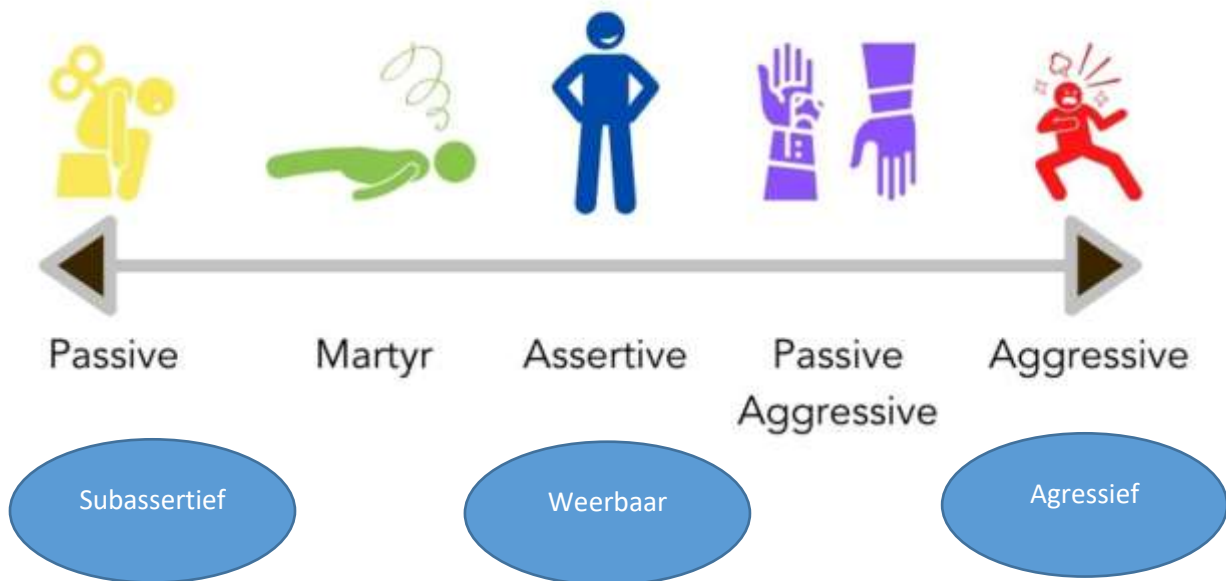 Passive
Martyr
Assertive
Passive
Aggressive
Aggressive
Subassertief
Weerbaar
Agressief